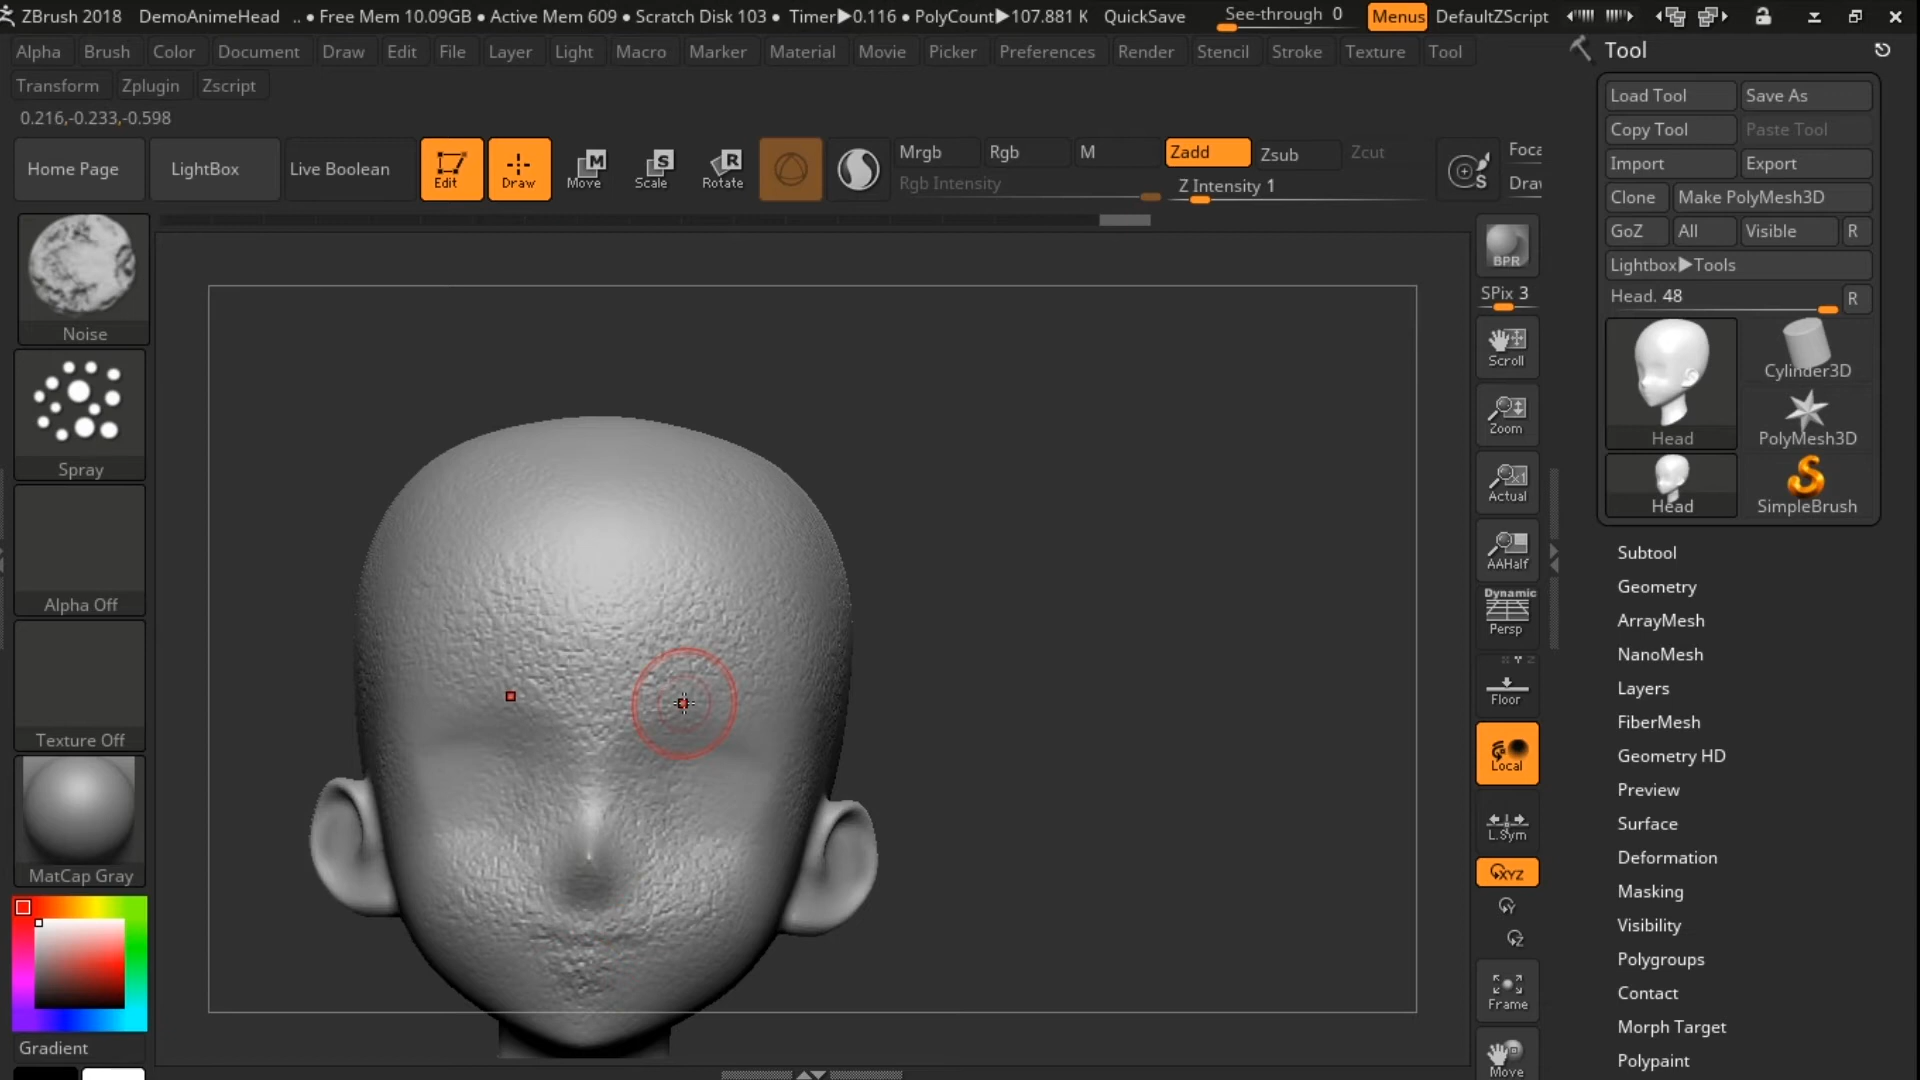 ZBrush 2018 DemoAnimeHead .. ● Free Mem 10.09GB ● Active Mem 609 ● Scratch Disk 103 ● Timer▶0.116 ● PolyCount▶107.881 K QuickSave See-through 0 Menus DefaultZScript
Alpha Brush Color Document Draw Edit File Layer Light Macro Marker Material Movie Picker Preferences Render Stencil Stroke Texture Tool
Transform Zplugin Zscript
0.216,-0.233,-0.598
Home Page LightBox Live Boolean Edit Draw Move Scale Rotate
M S R
Mrgb Rgb M Zadd Zsub Zcut Foca
Rgb Intensity Z Intensity 1 S Draw
Noise
Spray
Alpha Off
Texture Off
MatCap Gray
Gradient
BPR
SPix 3
Scroll
Zoom
x1
Actual
AAHalf
Dynamic
Persp
X Y Z
Floor
Local
L.Sym
XYZ
Y
Z
Frame
Move
Tool
Load Tool Save As
Copy Tool Paste Tool
Import Export
Clone Make PolyMesh3D
GoZ All Visible R
Lightbox▶Tools
Head. 48 R
Head Cylinder3D
PolyMesh3D
Head SimpleBrush
Subtool
Geometry
ArrayMesh
NanoMesh
Layers
FiberMesh
Geometry HD
Preview
Surface
Deformation
Masking
Visibility
Polygroups
Contact
Morph Target
Polypaint